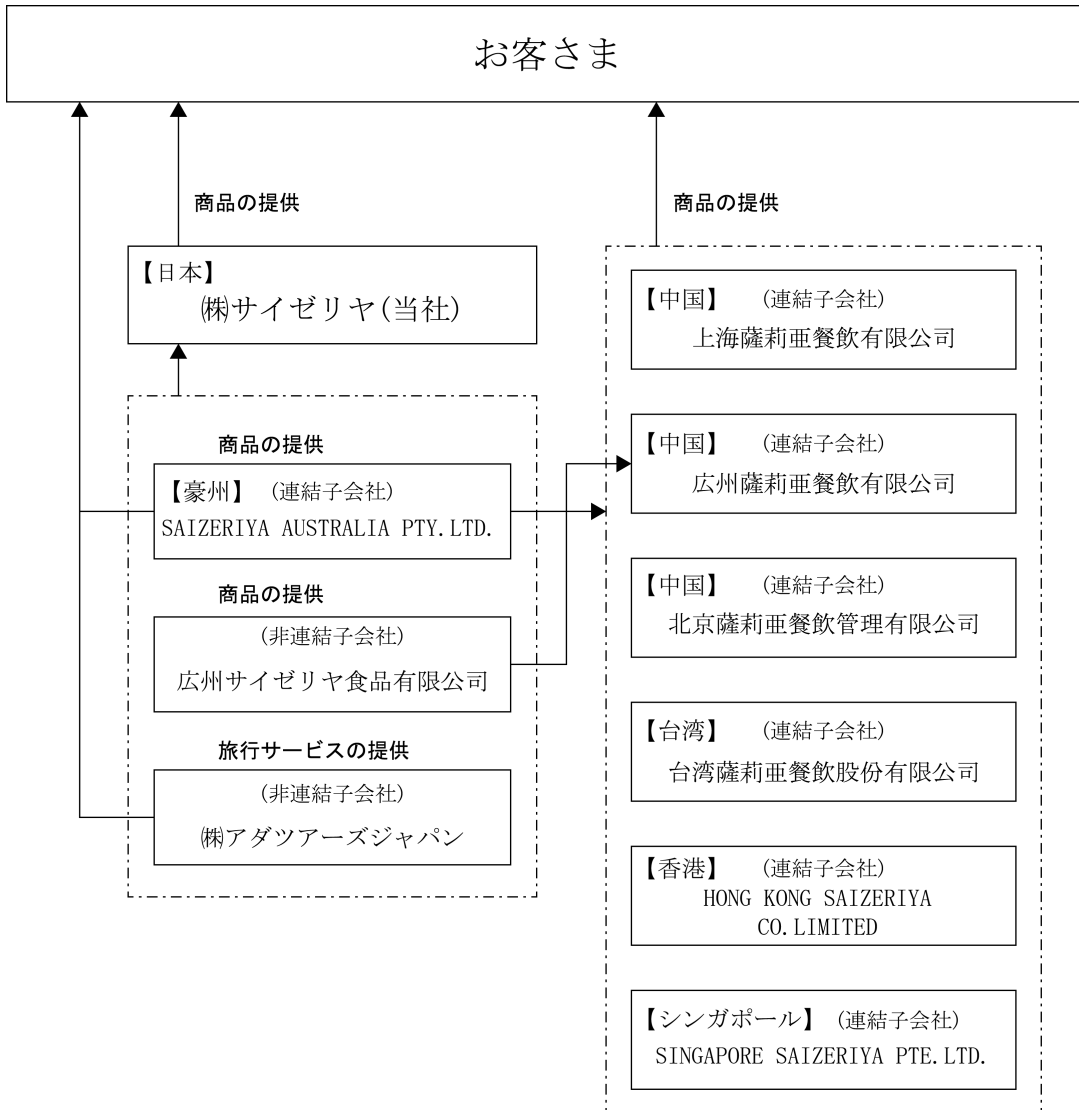 お客さま
商品の提供
【日本】
㈱サイゼリヤ(当社)
商品の提供
【豪州】 (連結子会社)
SAIZERIYA AUSTRALIA PTY.LTD.
商品の提供
(非連結子会社)
広州サイゼリヤ食品有限公司
旅行サービスの提供
(非連結子会社)
㈱アダツアーズジャパン
商品の提供
【中国】 (連結子会社)
上海薩莉亜餐飲有限公司
【中国】 (連結子会社)
広州薩莉亜餐飲有限公司
【中国】 (連結子会社)
北京薩莉亜餐飲管理有限公司
【台湾】 (連結子会社)
台湾薩莉亜餐飲股份有限公司
【香港】 (連結子会社)
HONG KONG SAIZERIYA
CO.LIMITED
【シンガポール】 (連結子会社)
SINGAPORE SAIZERIYA PTE.LTD.